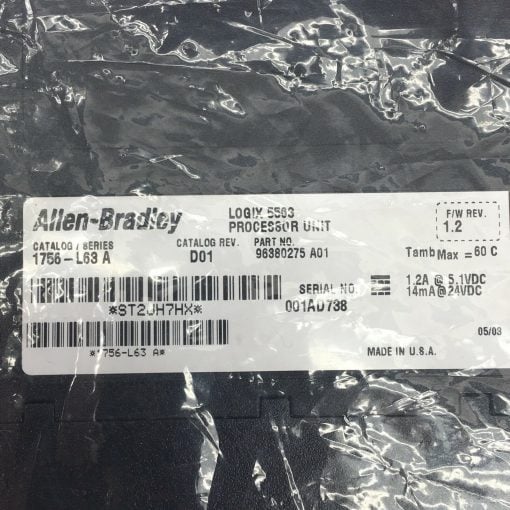 Allen-Bradley
LOGIX 5563
PROCESSOR UNIT
F/W REV.
1.2
CATALOG / SERIES
1756-L63 A
CATALOG REV.
D01
PART NO.
96380275 A01
Tamb Max = 60 C
*ST2JH7HX*
SERIAL NO.
001AD738
1.2A @ 5.1VDC
14mA@24VDC
*1756-L63 A*
05/03
MADE IN U.S.A.